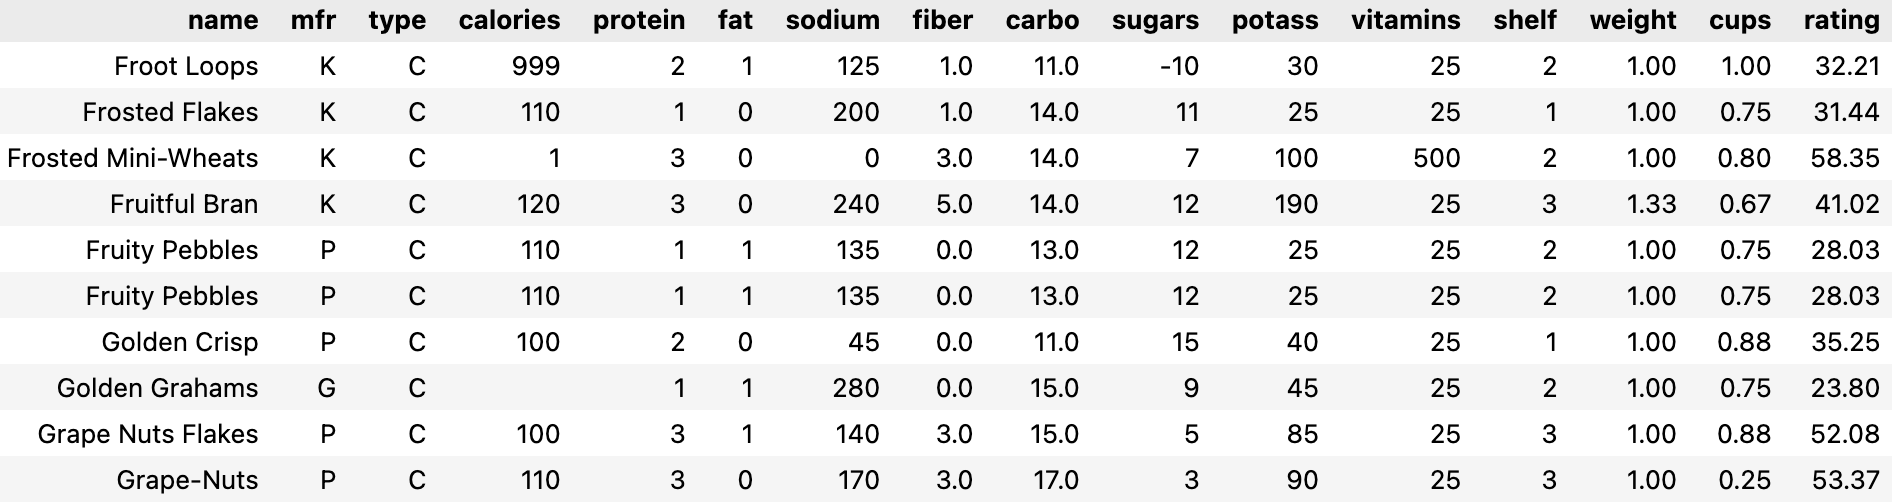 name mfr type calories protein fat sodium fiber carbo sugars potass vitamins shelf weight cups rating
Froot Loops K C 999 2 1 125 1.0 11.0 -10 30 25 2 1.00 1.00 32.21
Frosted Flakes K C 110 1 0 200 1.0 14.0 11 25 25 1 1.00 0.75 31.44
Frosted Mini-Wheats K C 1 3 0 0 3.0 14.0 7 100 500 2 1.00 0.80 58.35
Fruitful Bran K C 120 3 0 240 5.0 14.0 12 190 25 3 1.33 0.67 41.02
Fruity Pebbles P C 110 1 1 135 0.0 13.0 12 25 25 2 1.00 0.75 28.03
Fruity Pebbles P C 110 1 1 135 0.0 13.0 12 25 25 2 1.00 0.75 28.03
Golden Crisp P C 100 2 0 45 0.0 11.0 15 40 25 1 1.00 0.88 35.25
Golden Grahams G C 1 1 280 0.0 15.0 9 45 25 2 1.00 0.75 23.80
Grape Nuts Flakes P C 100 3 1 140 3.0 15.0 5 85 25 3 1.00 0.88 52.08
Grape-Nuts P C 110 3 0 170 3.0 17.0 3 90 25 3 1.00 0.25 53.37